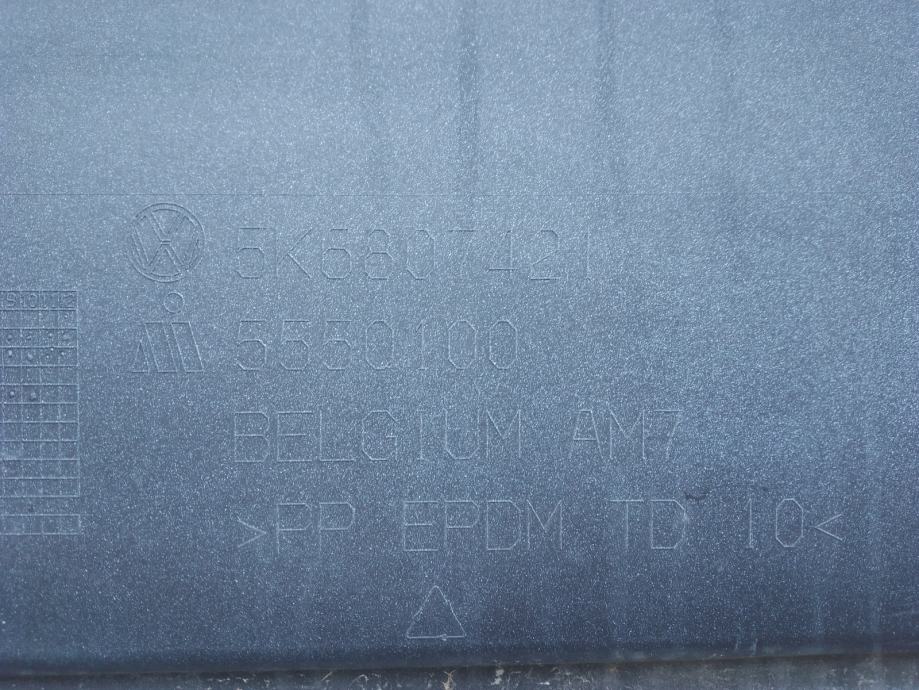 5K6807421
5550100
BELGIUM AM7
>PP EPDM TD 10<